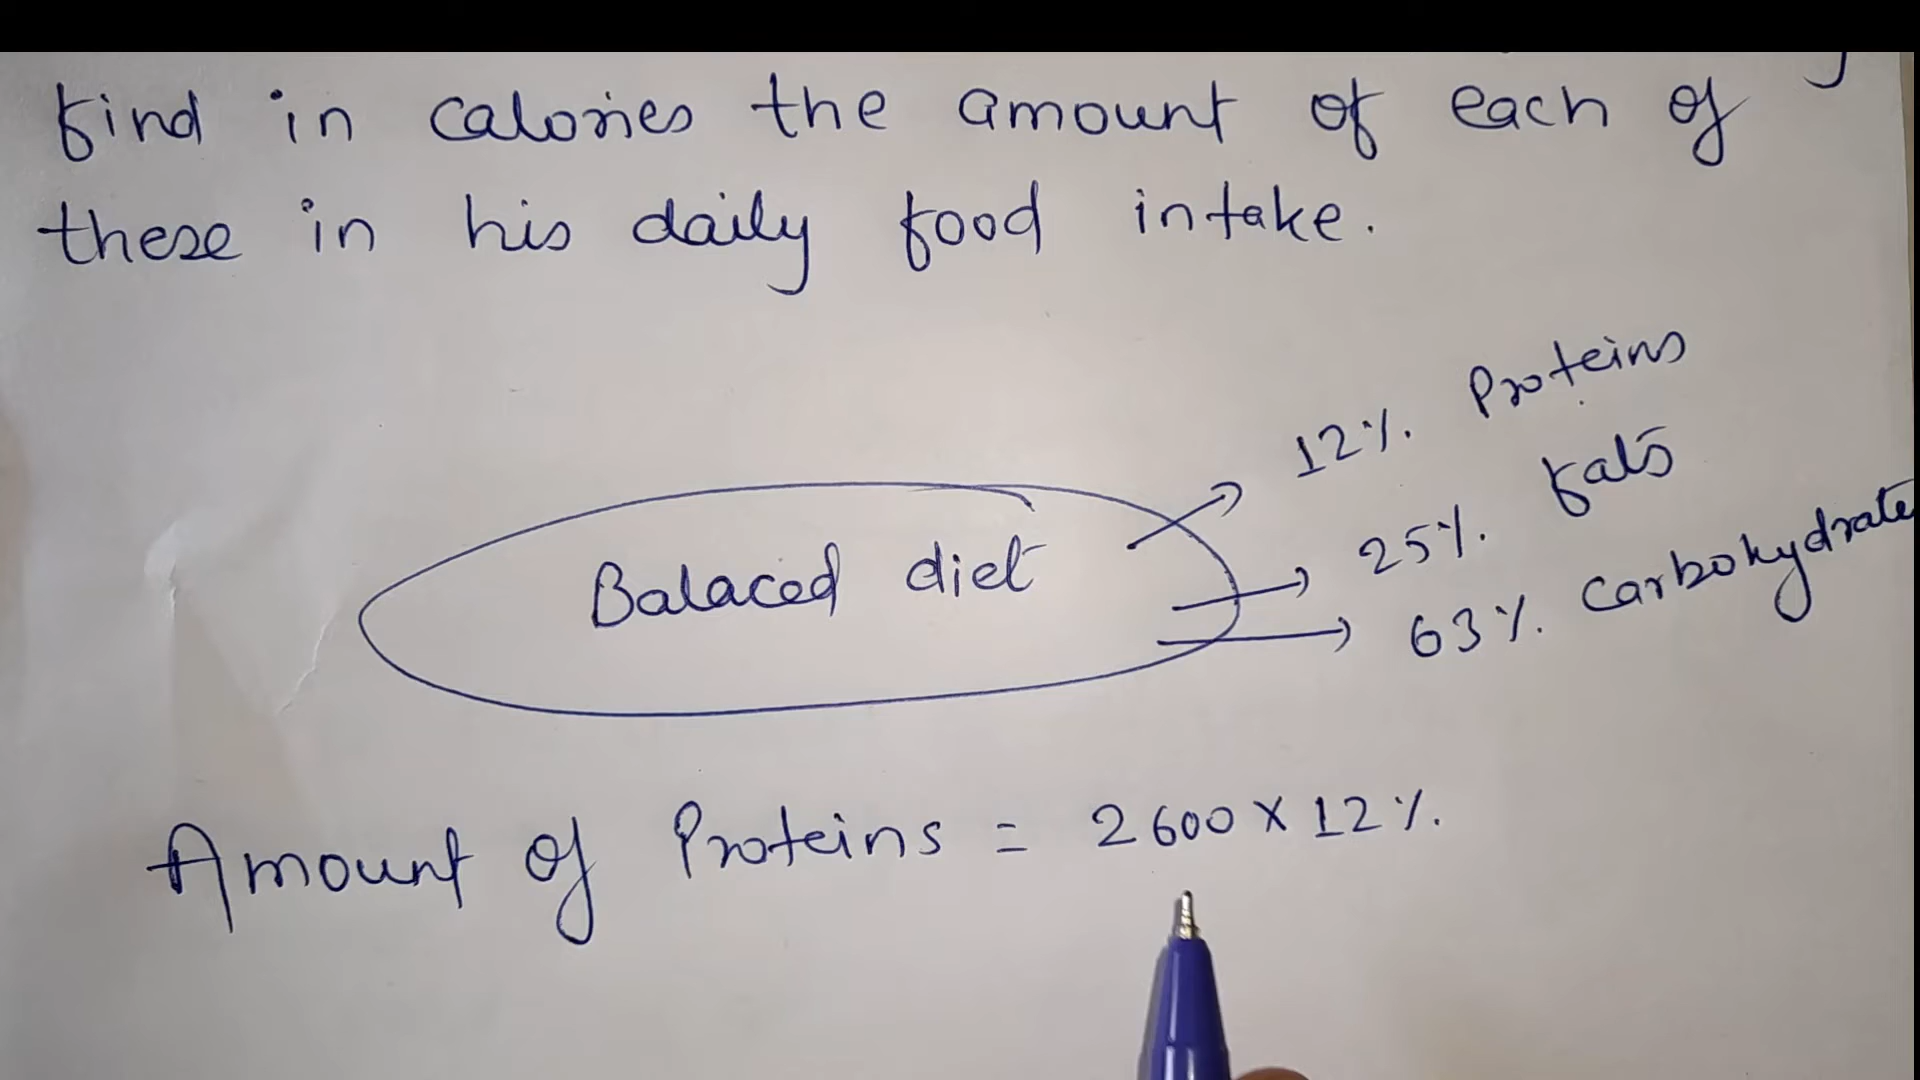 find in calories the amount of each of
these in his daily food intake.
12% Proteins
25% fats
63% Carbohydrate
Balaced diet
Amount of Proteins = 2600 X 12%